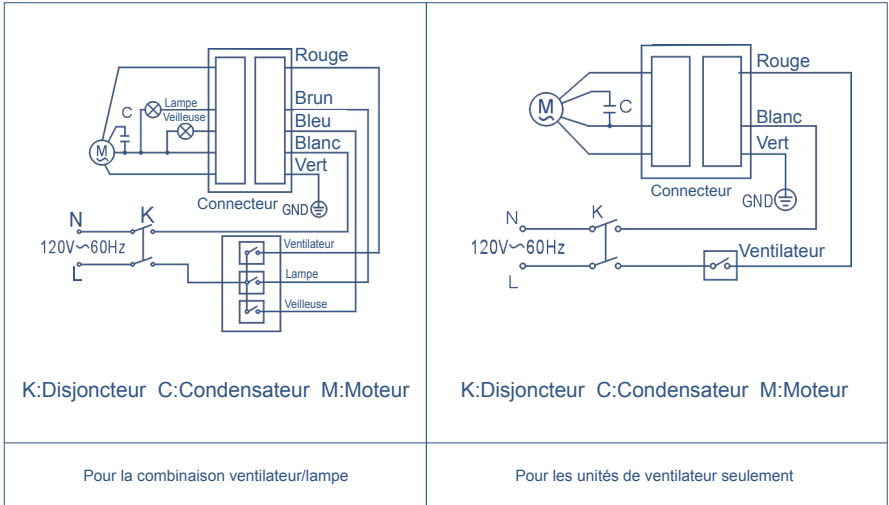 Rouge
Brun
Bleu
Blanc
Vert
Lampe
Veilleuse
C
M
Connecteur
GND
N
K
120V~60Hz
L
Ventilateur
Lampe
Veilleuse
K:Disjoncteur C:Condensateur M:Moteur
Pour la combinaison ventilateur/lampe
Rouge
Blanc
Vert
C
M
Connecteur
GND
N
K
120V~60Hz
L
Ventilateur
K:Disjoncteur C:Condensateur M:Moteur
Pour les unités de ventilateur seulement